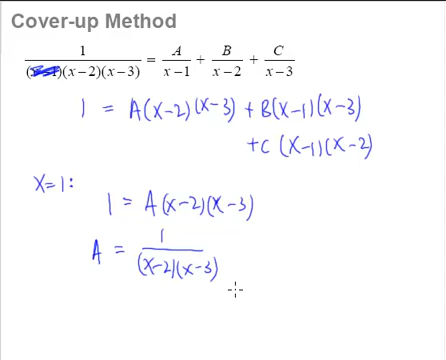 Cover-up Method
1/((x-1)(x-2)(x-3)) = A/(x-1) + B/(x-2) + C/(x-3)
1 = A(x-2)(x-3) + B(x-1)(x-3)
+C (x-1)(x-2)
x=1:
1 = A(x-2)(x-3)
A = 1/((x-2)(x-3))